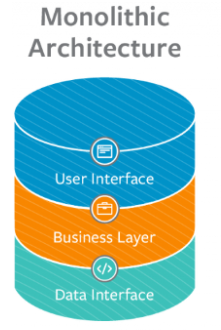 Monolithic
Architecture
User Interface
Business Layer
</>
Data Interface